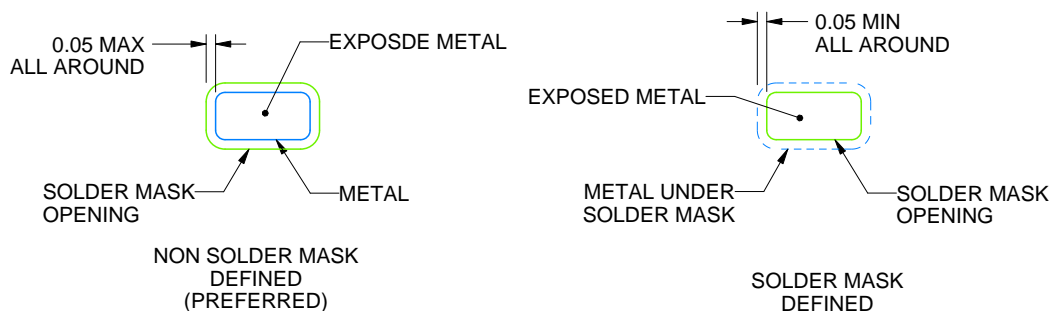 0.05 MAX
ALL AROUND
EXPOSDE METAL
SOLDER MASK
OPENING
METAL
NON SOLDER MASK
DEFINED
(PREFERRED)
0.05 MIN
ALL AROUND
EXPOSED METAL
METAL UNDER
SOLDER MASK
SOLDER MASK
OPENING
SOLDER MASK
DEFINED